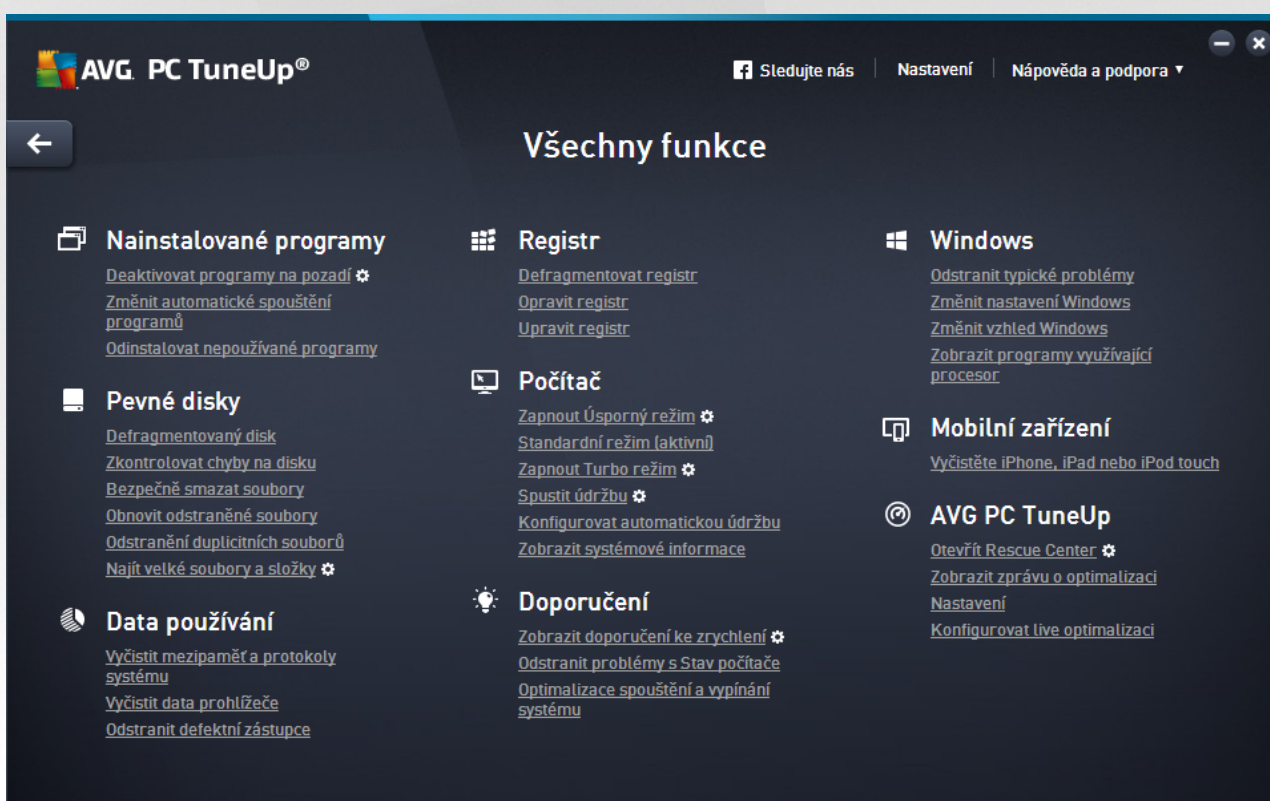 AVG. PC TuneUp®
Sledujte nás
Nastavení
Nápověda a podpora
Všechny funkce
Nainstalované programy
Deaktivovat programy na pozadí
Změnit automatické spouštění
programů
Odinstalovat nepoužívané programy
Pevné disky
Defragmentovaný disk
Zkontrolovat chyby na disku
Bezpečně smazat soubory
Obnovit odstraněné soubory
Odstranění duplicitních souborů
Najít velké soubory a složky
Data používání
Vyčistit mezipaměť a protokoly
systému
Vyčistit data prohlížeče
Odstranit defektní zástupce
Registr
Defragmentovat registr
Opravit registr
Upravit registr
Počítač
Zapnout Úsporný režim
Standardní režim (aktivní)
Zapnout Turbo režim
Spustit údržbu
Konfigurovat automatickou údržbu
Zobrazit systémové informace
Doporučení
Zobrazit doporučení ke zrychlení
Odstranit problémy s Stav počítače
Optimalizace spouštění a vypínání
systému
Windows
Odstranit typické problémy
Změnit nastavení Windows
Změnit vzhled Windows
Zobrazit programy využívající
procesor
Mobilní zařízení
Vyčistěte iPhone, iPad nebo iPod touch
AVG PC TuneUp
Otevřít Rescue Center
Zobrazit zprávu o optimalizaci
Nastavení
Konfigurovat live optimalizaci